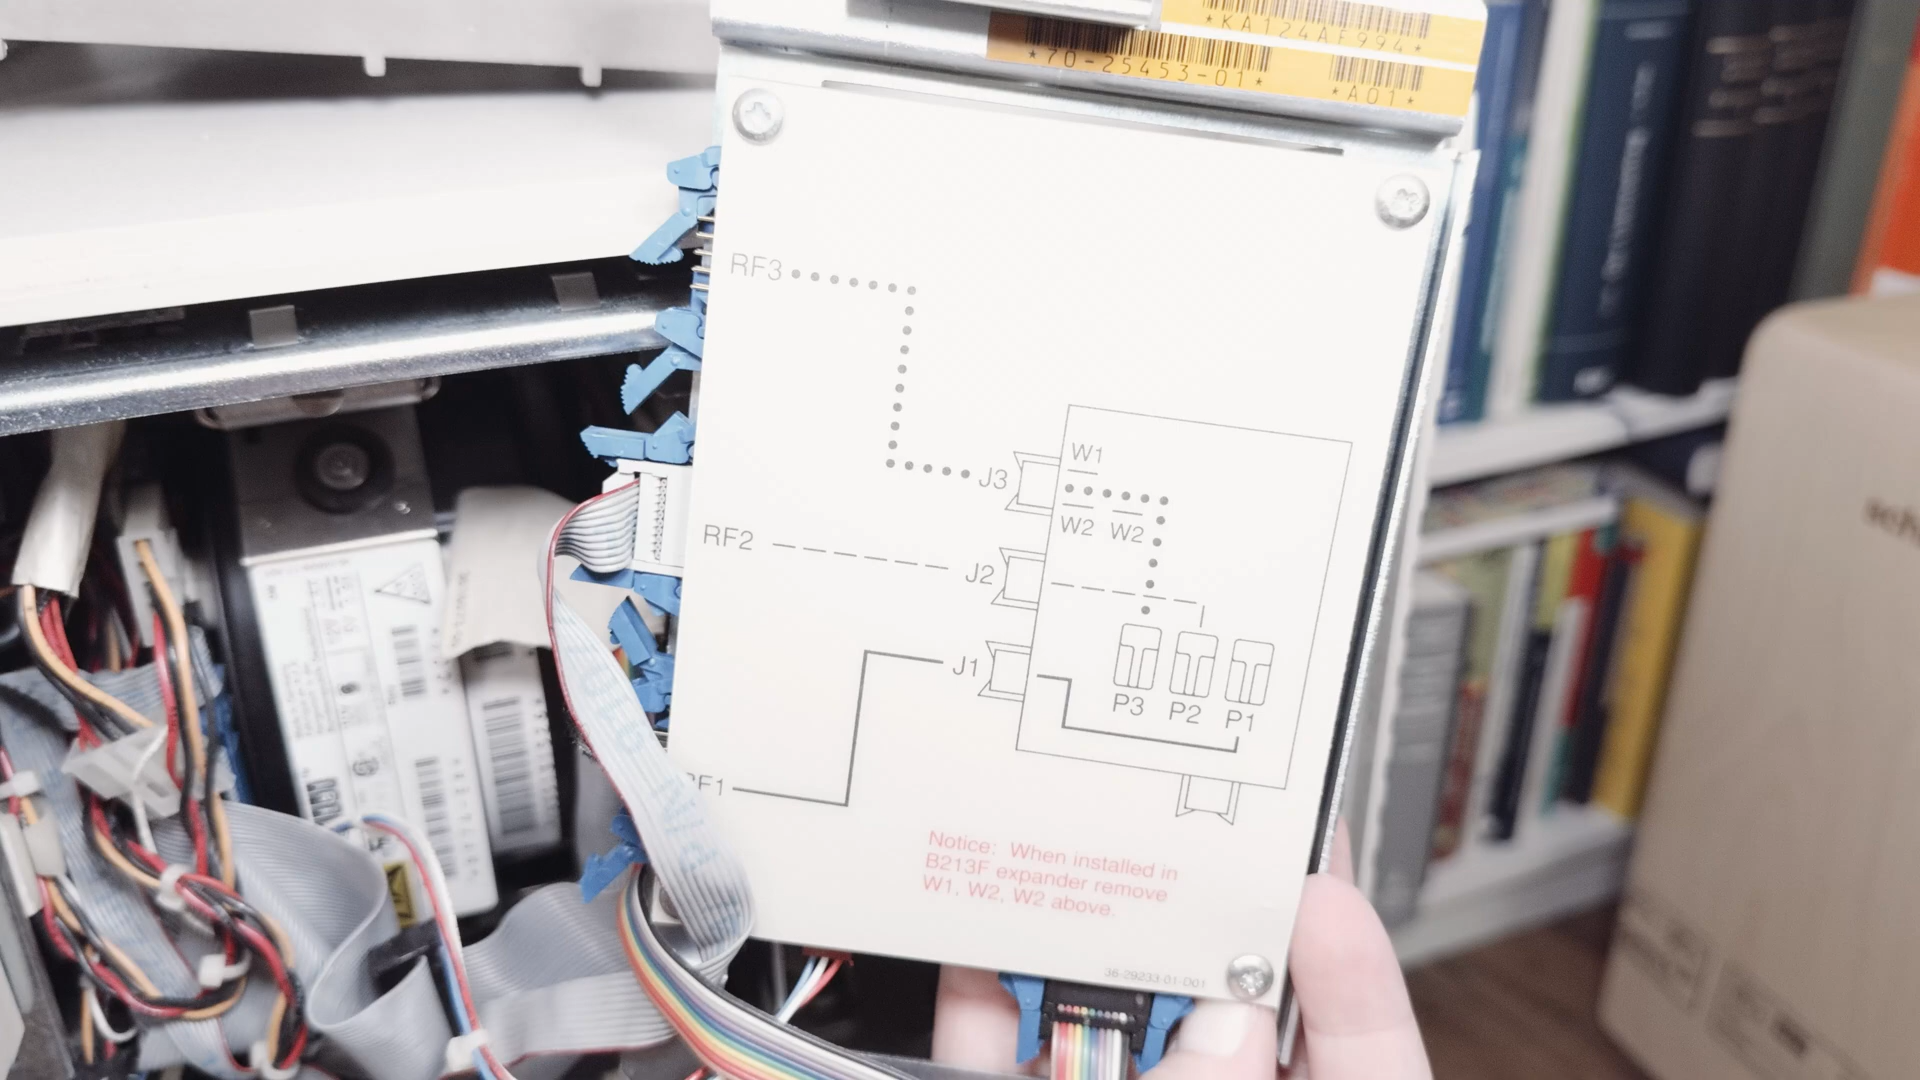 *KA124AF994*
*70-25453-01*
*A01*
RF3
W1
J3
W2 W2
RF2
J2
J1
P3 P2 P1
RF1
Notice: When installed in
B213F expander remove
W1, W2, W2 above.
36-29233-01-D01